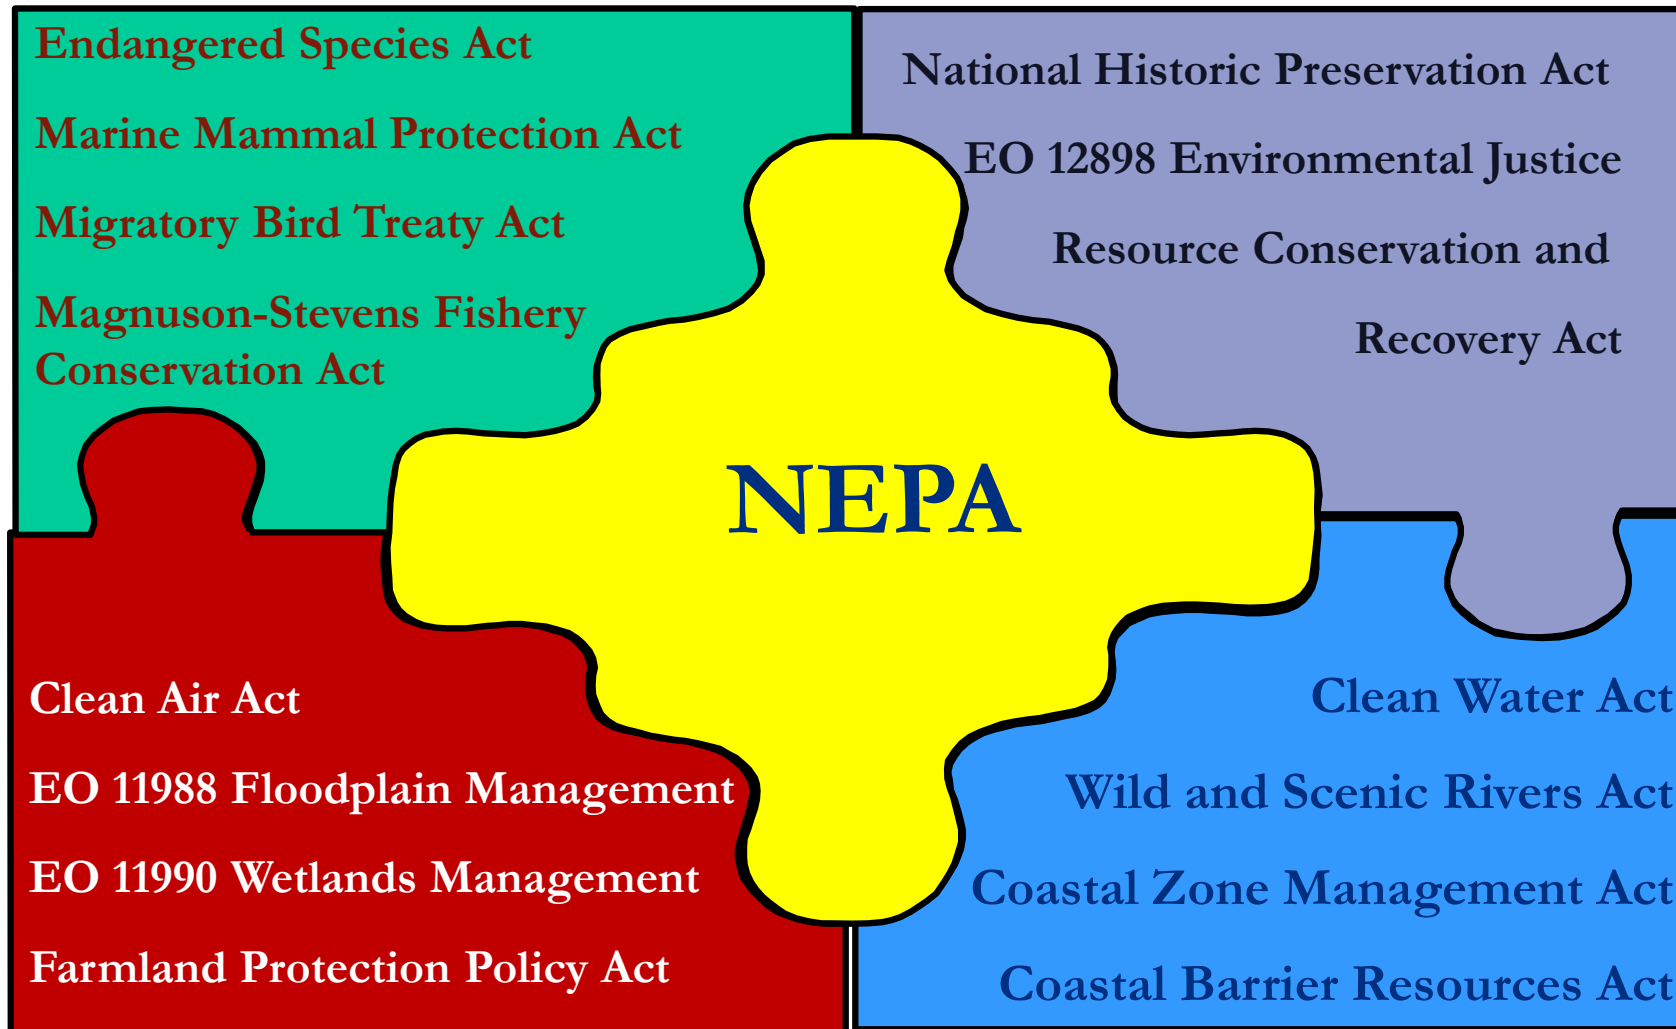 Endangered Species Act
Marine Mammal Protection Act
Migratory Bird Treaty Act
Magnuson-Stevens Fishery
Conservation Act
National Historic Preservation Act
EO 12898 Environmental Justice
Resource Conservation and
Recovery Act
NEPA
Clean Air Act
EO 11988 Floodplain Management
EO 11990 Wetlands Management
Farmland Protection Policy Act
Clean Water Act
Wild and Scenic Rivers Act
Coastal Zone Management Act
Coastal Barrier Resources Act